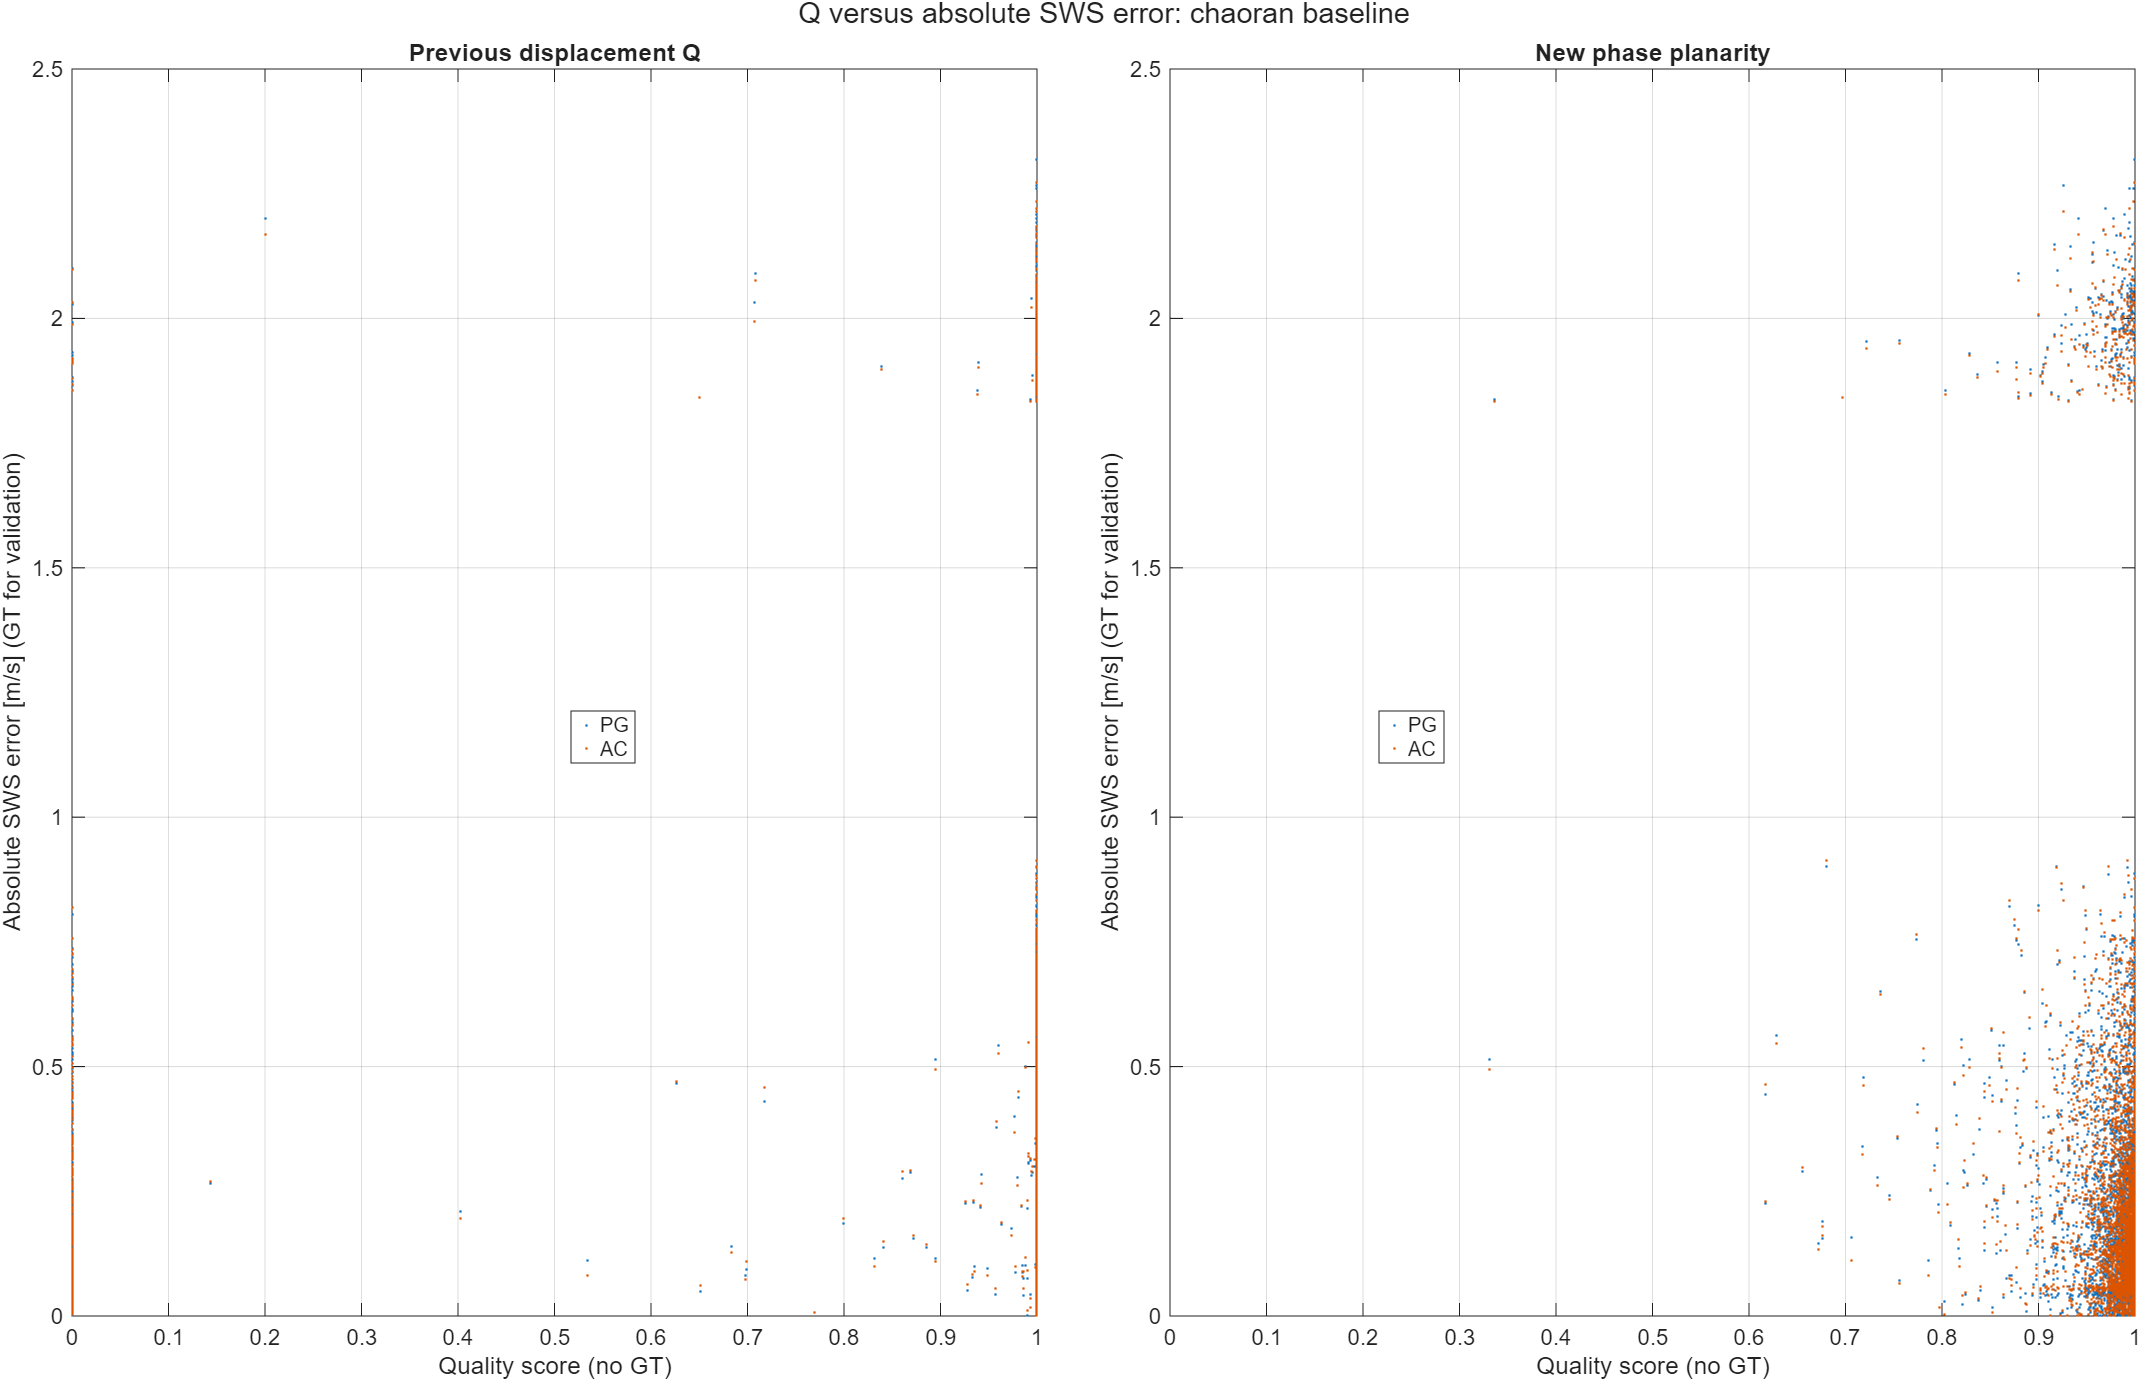 Q versus absolute SWS error: chaoran baseline
Previous displacement Q
2.5
2
1.5
1
0.5
0
0 0.1 0.2 0.3 0.4 0.5 0.6 0.7 0.8 0.9 1
Quality score (no GT)
Absolute SWS error [m/s] (GT for validation)
PG
AC
New phase planarity
2.5
2
1.5
1
0.5
0
0 0.1 0.2 0.3 0.4 0.5 0.6 0.7 0.8 0.9 1
Quality score (no GT)
Absolute SWS error [m/s] (GT for validation)
PG
AC